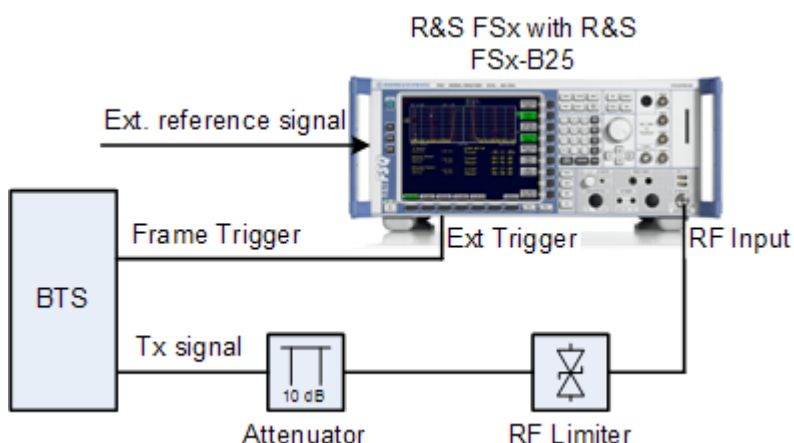 R&S FSx with R&S
FSx-B25
Ext. reference signal
FSQ
Frame Trigger
Ext Trigger
RF Input
BTS
Tx signal
10 dB
Attenuator
RF Limiter